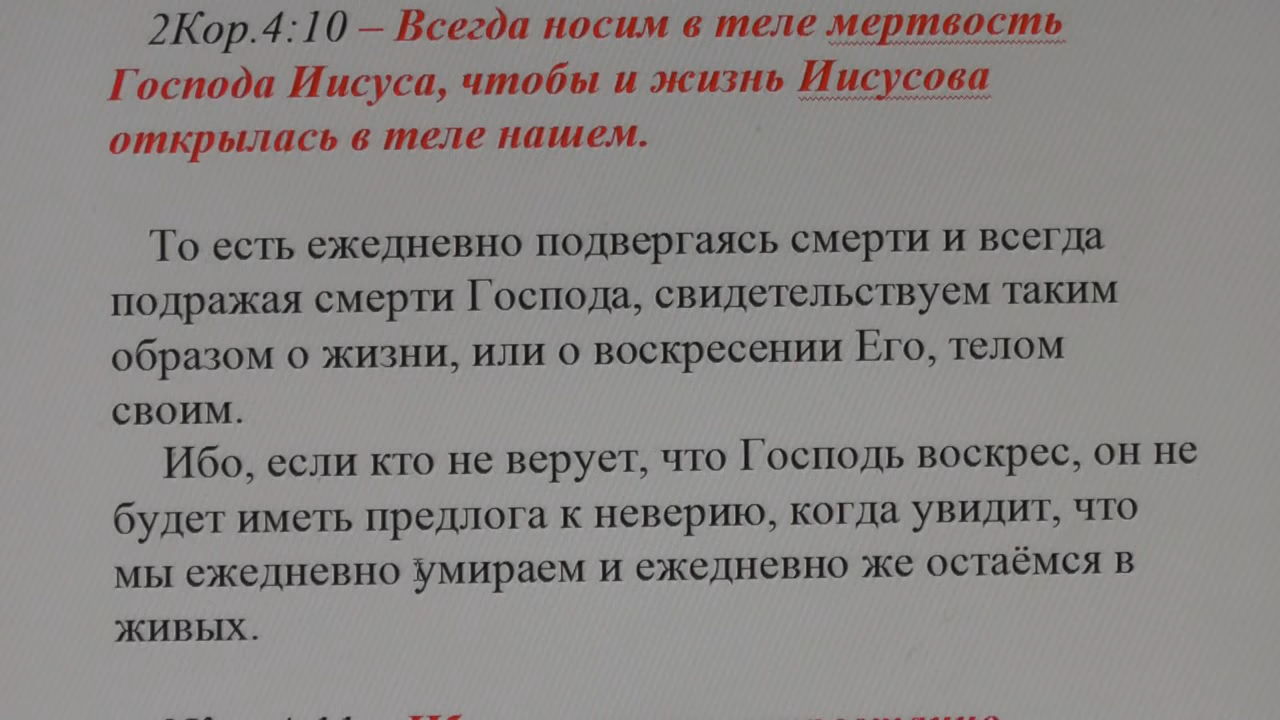 2Кор.4:10 – Всегда носим в теле мертвость
Господа Иисуса, чтобы и жизнь Иисусова
открылась в теле нашем.
То есть ежедневно подвергаясь смерти и всегда
подражая смерти Господа, свидетельствуем таким
образом о жизни, или о воскресении Его, телом
своим.
Ибо, если кто не верует, что Господь воскрес, он не
будет иметь предлога к неверию, когда увидит, что
мы ежедневно умираем и ежедневно же остаёмся в
живых.